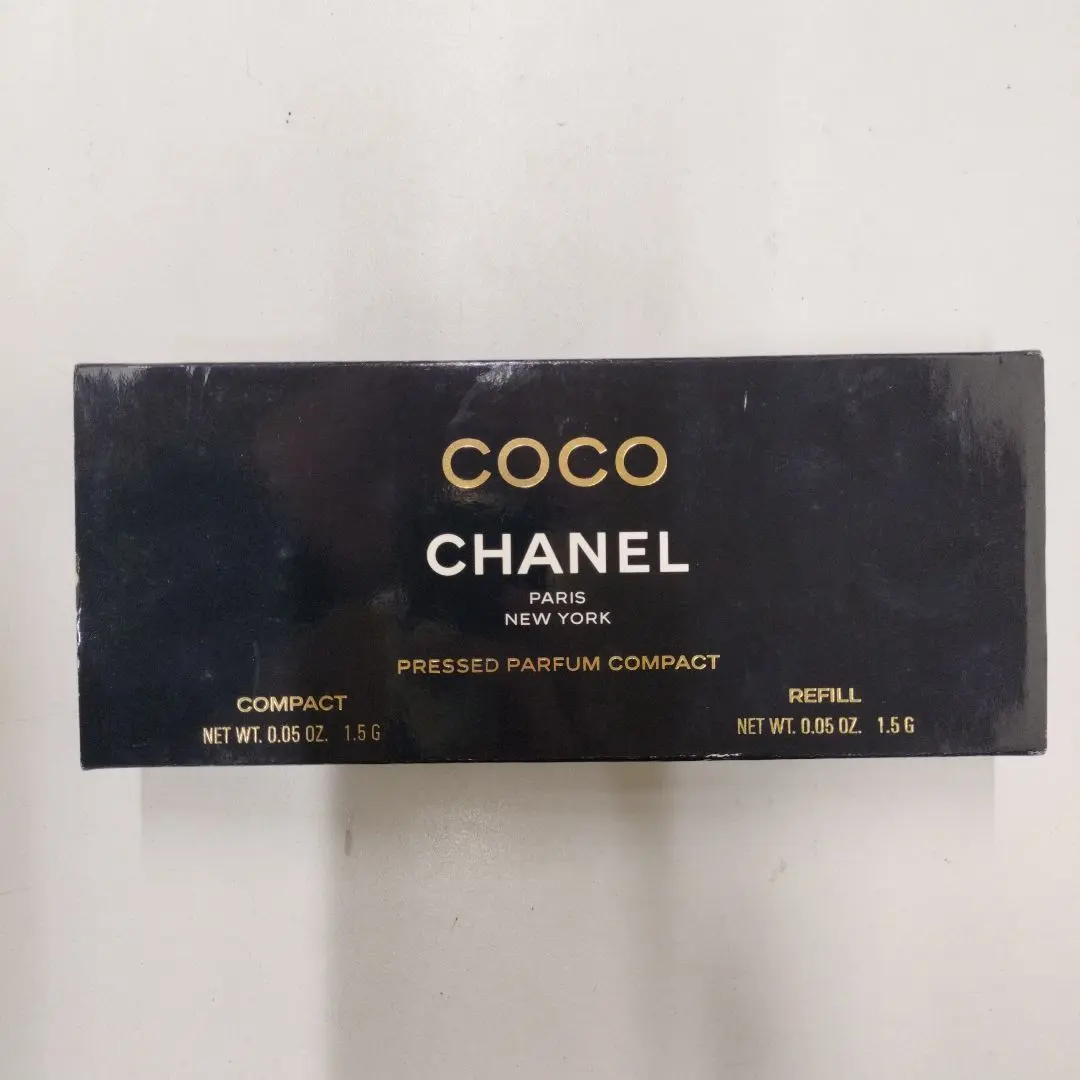 COCO
CHANEL
PARIS
NEW YORK
PRESSED PARFUM COMPACT
COMPACT
NET WT. 0.05 OZ. 1.5 G
REFILL
NET WT. 0.05 OZ. 1.5 G